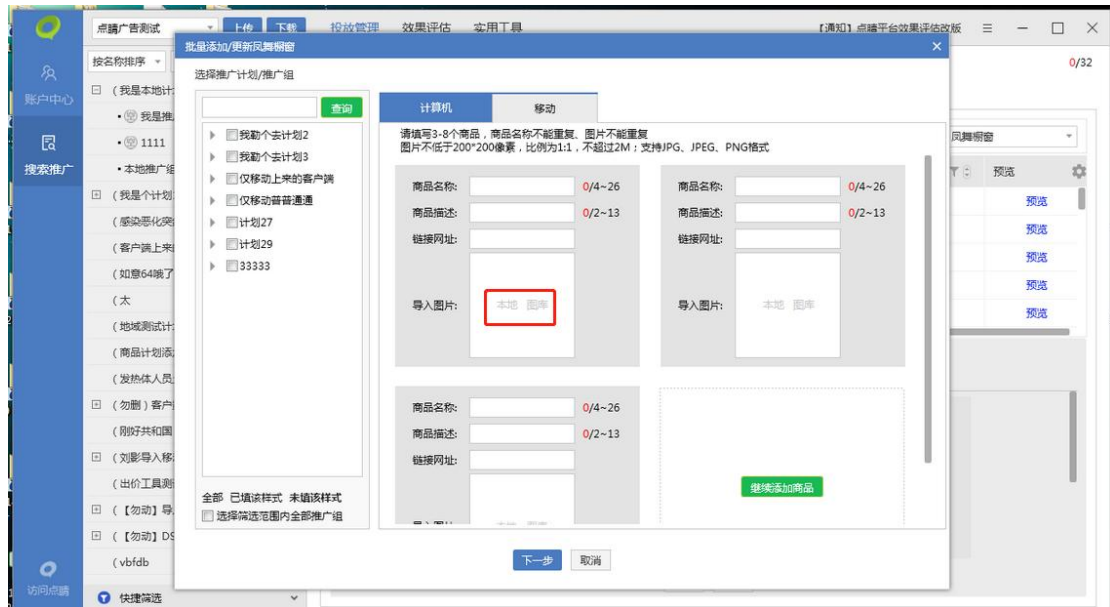 点睛广告测试
上传
下载
投放管理
效果评估
实用工具
【通知】点睛平台效果评估改版
账户中心
搜索推广
访问点睛
按名称排序
0/32
(我是本地计
我是推
1111
本地推广组
(我是个计划
(感染恶化突
(客户端上来
(如意64哦了
(太
(地域测试计
(商品计划添
(发热体人员
(勿删)客户
(刚好共和国
(刘影导入移
(出价工具测
(【勿动】导
(【勿动】DS
(vbfdb
快捷筛选
批量添加/更新凤舞橱窗
选择推广计划/推广组
查询
我勒个去计划2
我勒个去计划3
仅移动上来的客户端
仅移动普普通通
计划27
计划29
33333
全部 已填该样式 未填该样式
选择筛选范围内全部推广组
计算机
移动
请填写3-8个商品，商品名称不能重复、图片不能重复
图片不低于200*200像素，比例为1:1，不超过2M；支持JPG、JPEG、PNG格式
商品名称: 0/4~26
商品描述: 0/2~13
链接网址:
导入图片: 本地 图库
商品名称: 0/4~26
商品描述: 0/2~13
链接网址:
导入图片: 本地 图库
商品名称: 0/4~26
商品描述: 0/2~13
链接网址:
继续添加商品
下一步
取消
凤舞橱窗
预览
预览
预览
预览
预览
预览